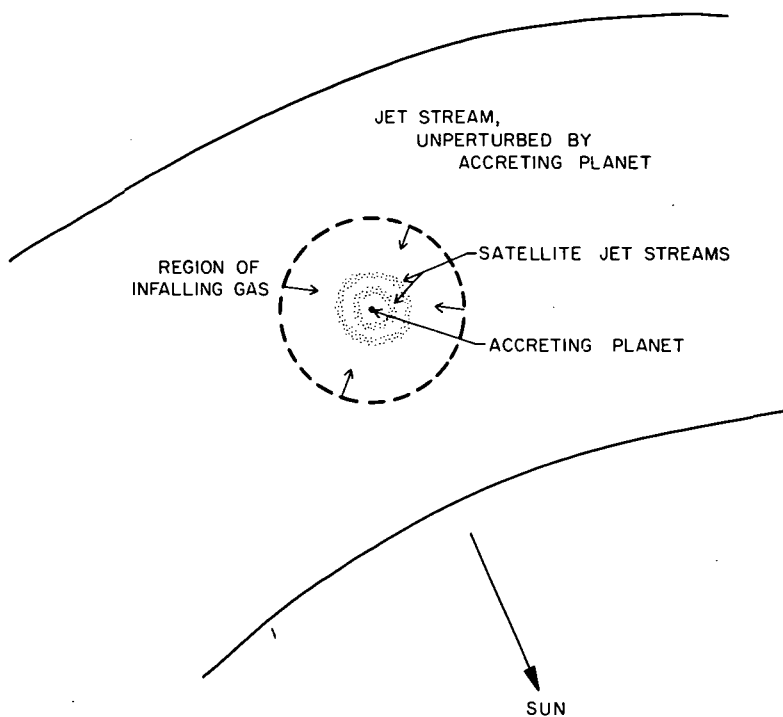 JET STREAM,
UNPERTURBED BY
ACCRETING PLANET
SATELLITE JET STREAMS
REGION OF
INFALLING GAS
ACCRETING PLANET
SUN